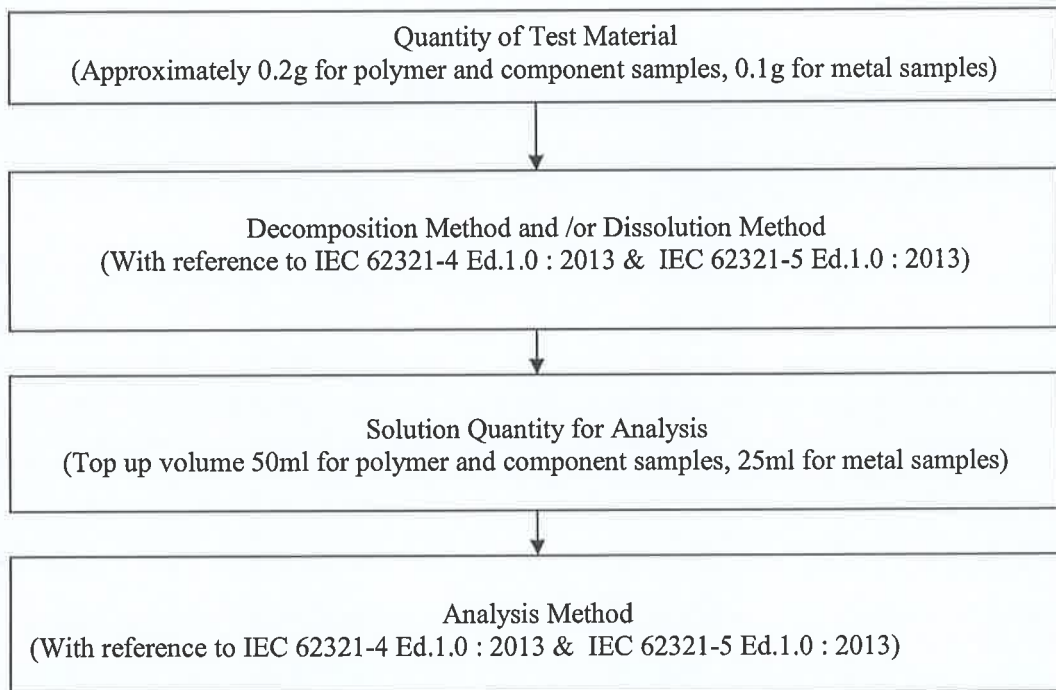 Quantity of Test Material
(Approximately 0.2g for polymer and component samples, 0.1g for metal samples)
Decomposition Method and /or Dissolution Method
(With reference to IEC 62321-4 Ed.1.0 : 2013 & IEC 62321-5 Ed.1.0 : 2013)
Solution Quantity for Analysis
(Top up volume 50ml for polymer and component samples, 25ml for metal samples)
Analysis Method
(With reference to IEC 62321-4 Ed.1.0 : 2013 & IEC 62321-5 Ed.1.0 : 2013)